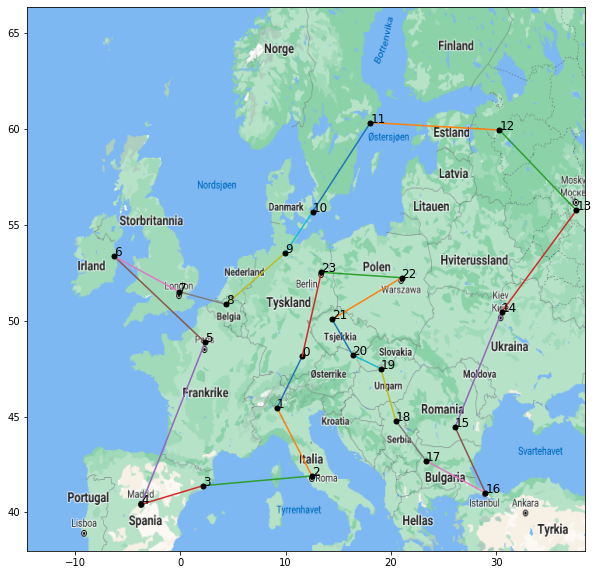 65
60
55
50
45
40
−10
0
10
20
30
Norge
Finland
Bottenvika
11
12
Østersjøen
Estland
Moskva
Москва
13
Latvia
Nordsjøen
Danmark
10
Litauen
Storbritannia
6
Irland
9
Nederland
23
Polen
22
Hviterussland
London
7
Berlin
Warszawa
8
Belgia
Tyskland
Kiev
14
21
Tsjekkia
5
0
20
Slovakia
Ukraina
Østerrike
19
Ungarn
Moldova
Frankrike
1
Kroatia
18
Romania
15
Serbia
Svartehavet
Italia
17
2
Roma
Bulgaria
3
16
Istanbul
Madrid
4
Portugal
Spania
Lisboa
Tyrrenhavet
Hellas
Ankara
Tyrkia